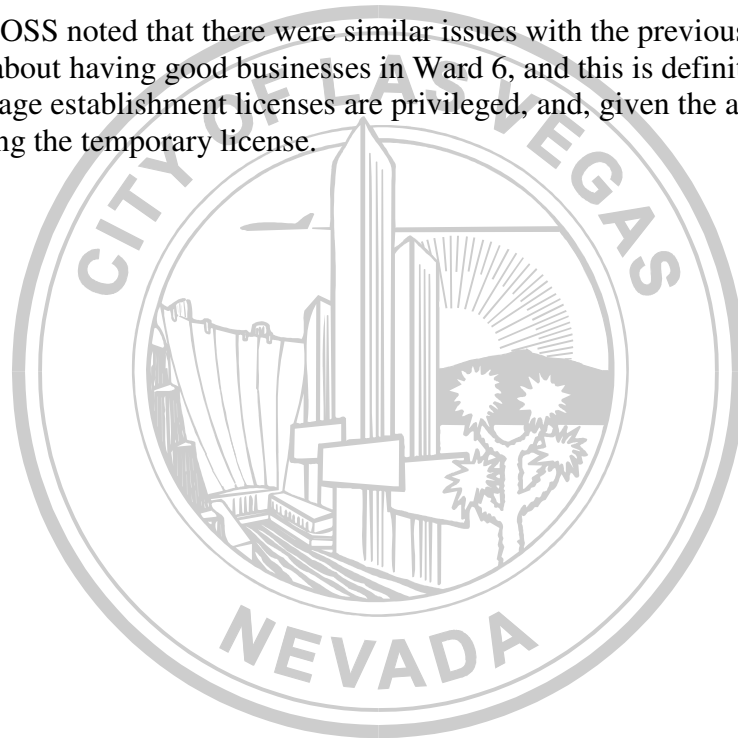 OSS noted that there were similar issues with the previous
about having good businesses in Ward 6, and this is definit
age establishment licenses are privileged, and, given the a
ng the temporary license.
CITY OF LAS VEGAS
NEVADA